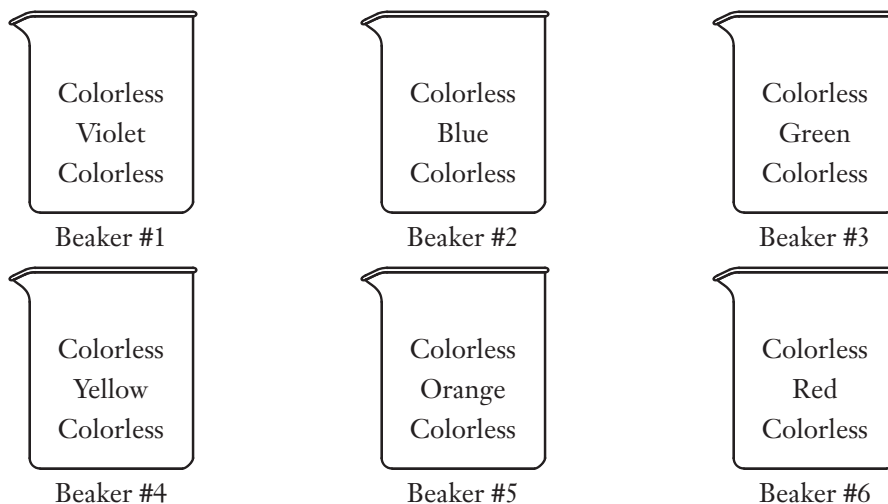 Colorless
Violet
Colorless
Beaker #1
Colorless
Blue
Colorless
Beaker #2
Colorless
Green
Colorless
Beaker #3
Colorless
Yellow
Colorless
Beaker #4
Colorless
Orange
Colorless
Beaker #5
Colorless
Red
Colorless
Beaker #6